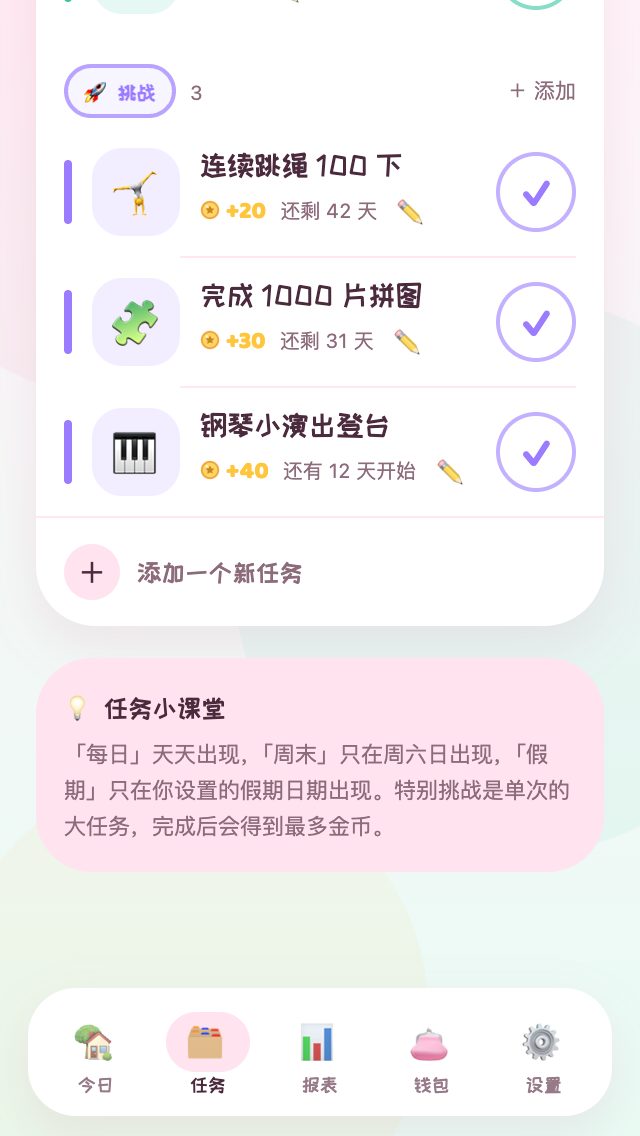 挑战
3
+ 添加
连续跳绳 100 下
+20 还剩 42 天
完成 1000 片拼图
+30 还剩 31 天
钢琴小演出登台
+40 还有 12 天开始
添加一个新任务
任务小课堂
「每日」天天出现，「周末」只在周六日出现，「假
期」只在你设置的假期日期出现。特别挑战是单次的
大任务，完成后会得到最多金币。
今日
任务
报表
钱包
设置